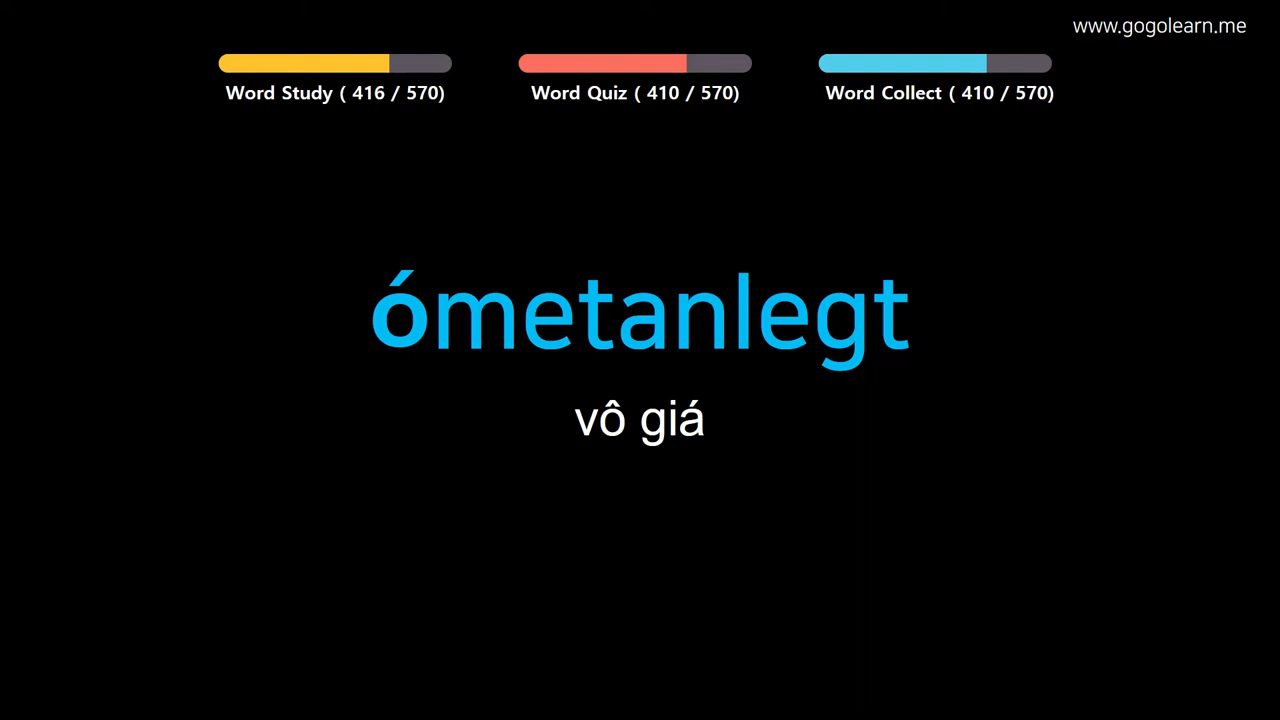 www.gogolearn.me
Word Study ( 416 / 570)
Word Quiz ( 410 / 570)
Word Collect ( 410 / 570)
ómetanlegt
vô giá